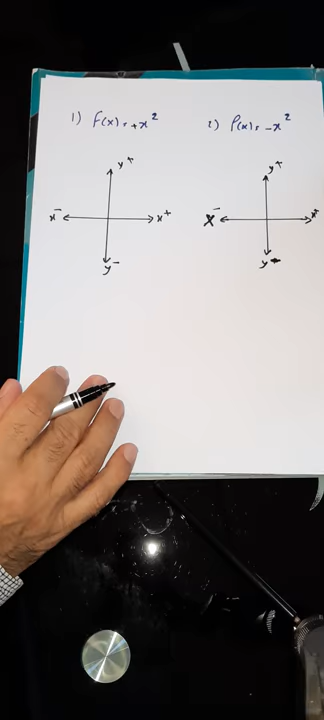 1) F(x)=+x²
2) P(x)=-x²
y+
x- x+
y-
y+
x- x+
y-